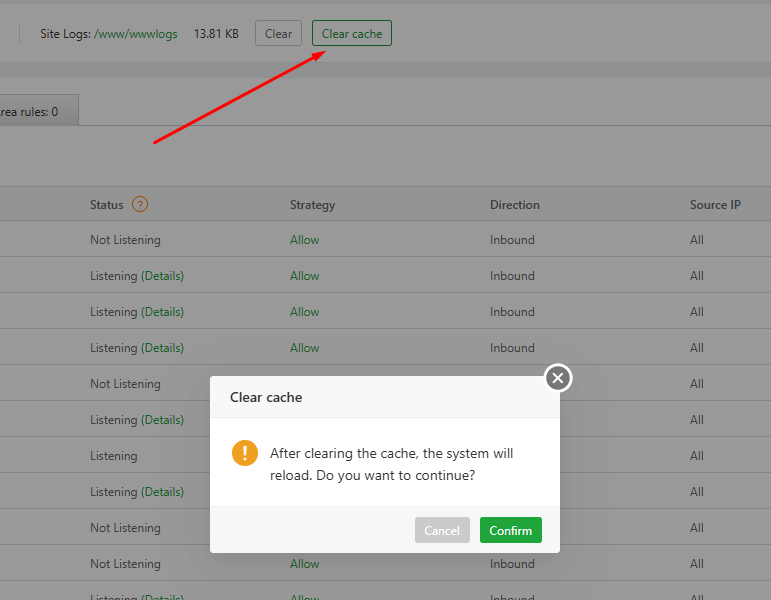 Site Logs: /www/wwwlogs 13.81 KB Clear Clear cache
rea rules: 0
Status ? Strategy Direction Source IP
Not Listening Allow Inbound All
Listening (Details) Allow Inbound All
Listening (Details) Allow Inbound All
Listening (Details) Allow Inbound All
Not Listening All
Listening (Details) All
Listening All
Listening (Details) All
Not Listening All
Not Listening Allow Inbound All
Listening (Details) Allow Inbound All
Clear cache
! After clearing the cache, the system will
reload. Do you want to continue?
Cancel Confirm